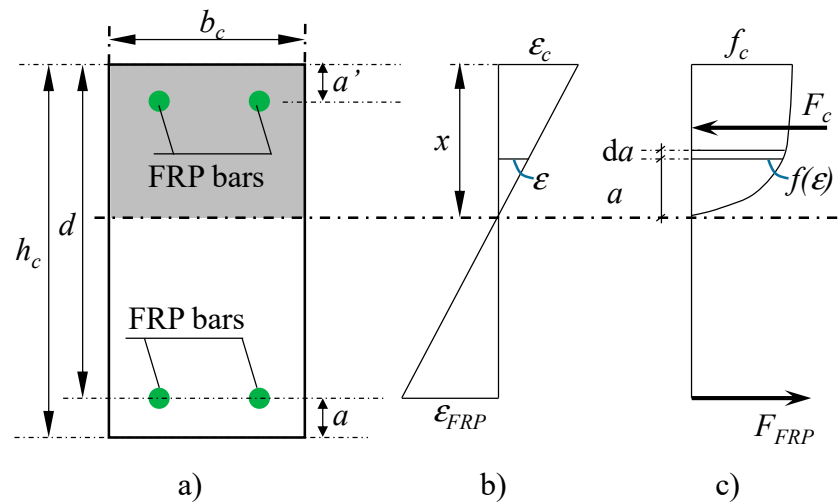 b_c
ε_c
f_c
a’
F_c
x
da
FRP bars
ε
f(ε)
a
d
h_c
FRP bars
a
ε_FRP
F_FRP
a)
b)
c)